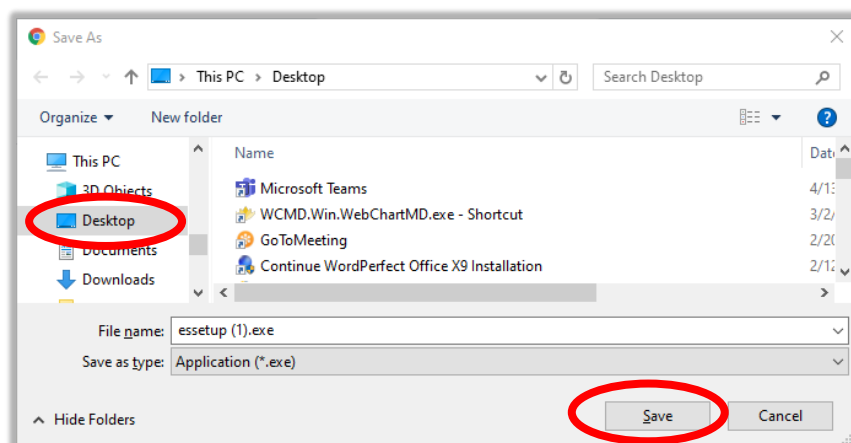 Save As
This PC > Desktop
Search Desktop
Organize
New folder
?
Name
This PC
3D Objects
Desktop
Documents
Downloads
Microsoft Teams 4/13
WCMD.Win.WebChartMD.exe - Shortcut 3/2/
GoToMeeting 2/20
Continue WordPerfect Office X9 Installation 2/12
File name: essetup (1).exe
Save as type: Application (*.exe)
Hide Folders
Save
Cancel